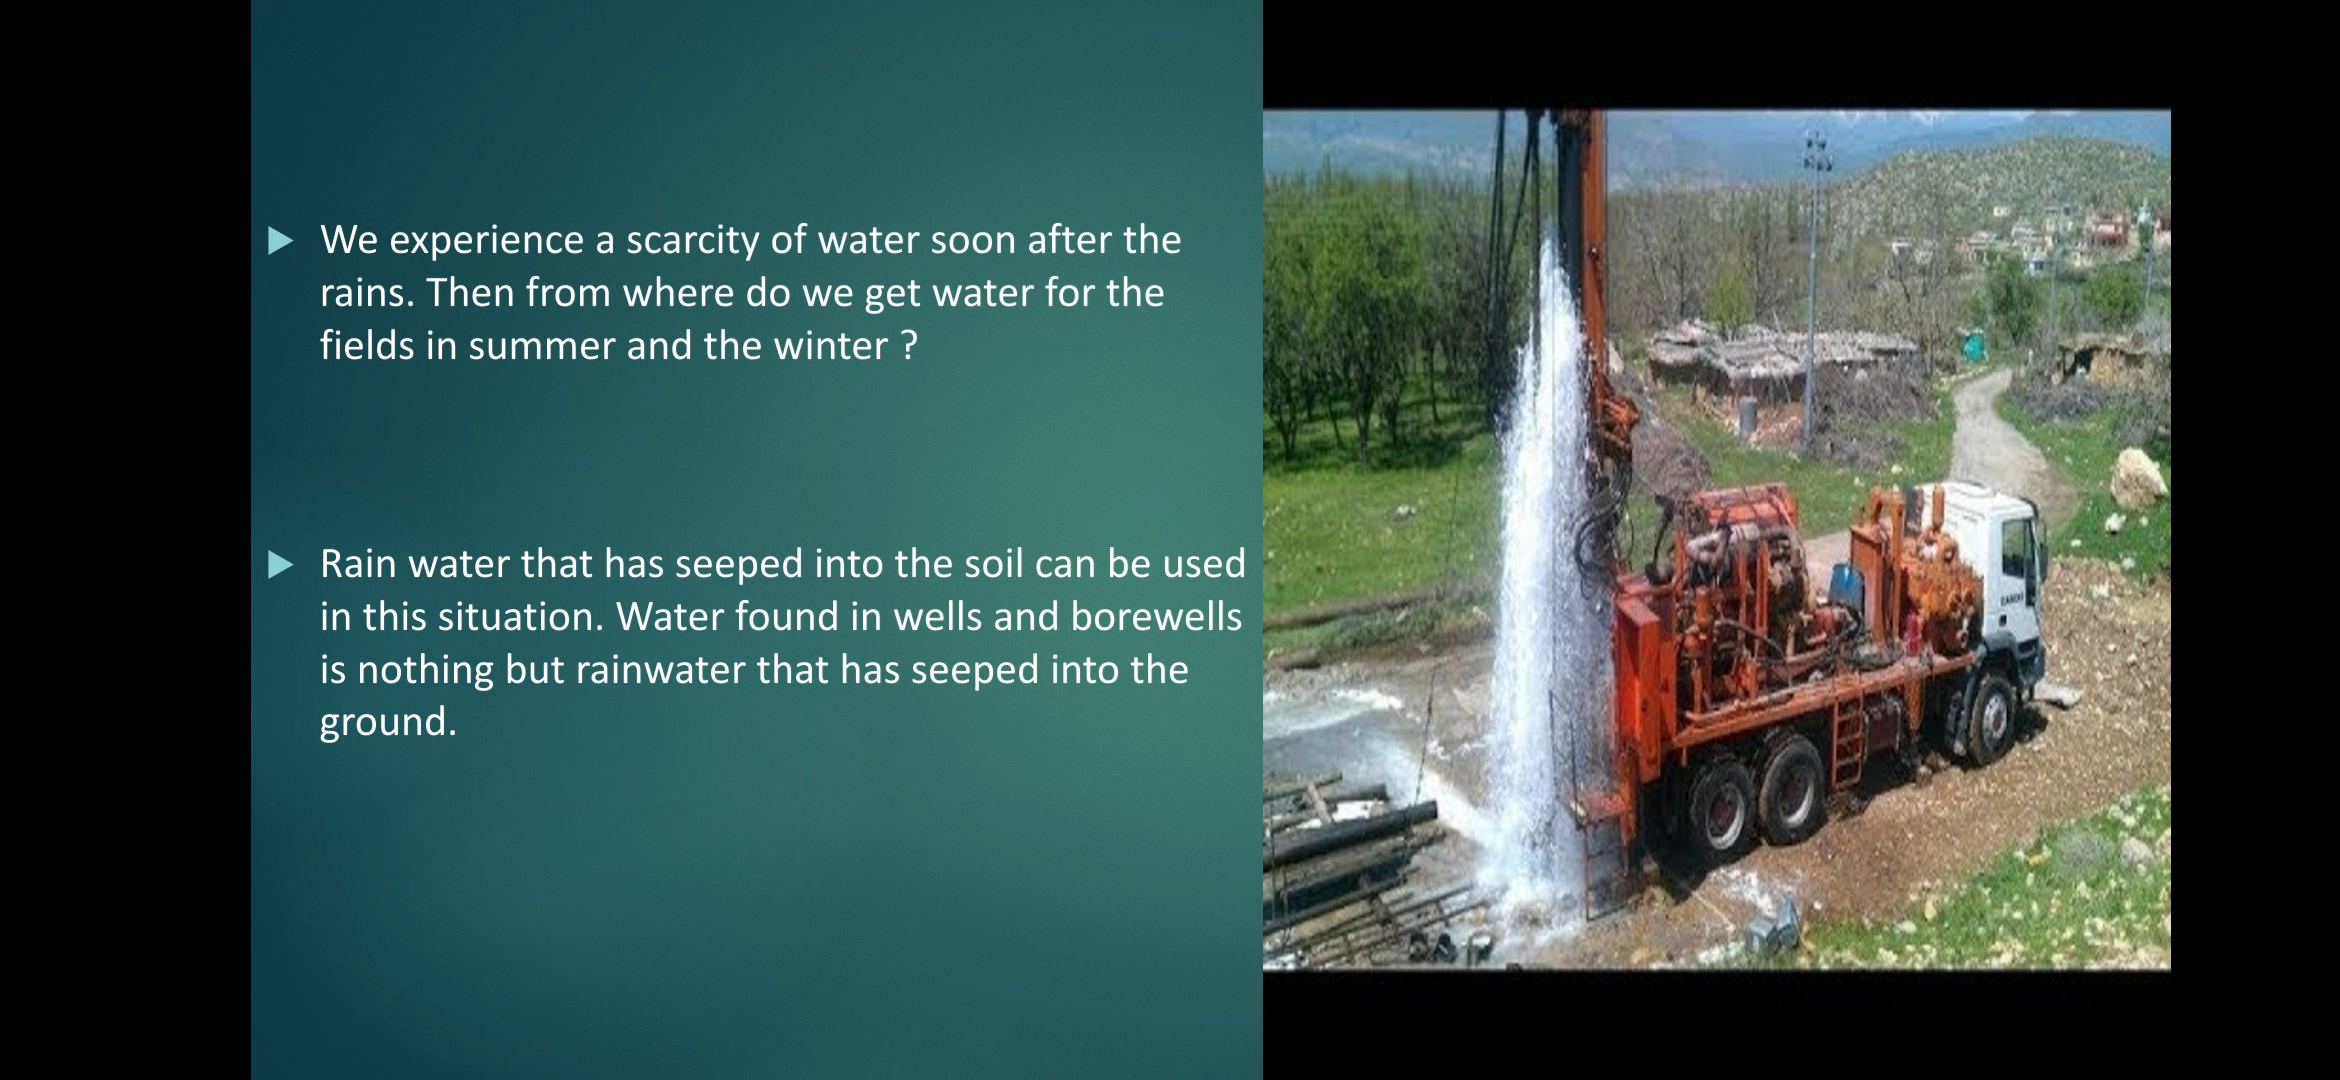 We experience a scarcity of water soon after the
rains. Then from where do we get water for the
fields in summer and the winter ?
Rain water that has seeped into the soil can be used
in this situation. Water found in wells and borewells
is nothing but rainwater that has seeped into the
ground.